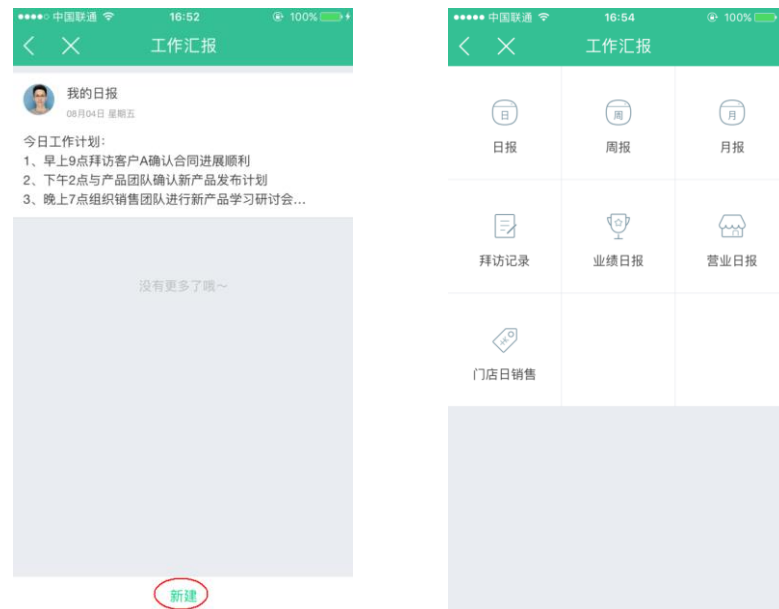 中国联通 16:52 100%
工作汇报
我的日报
08月04日 星期五
今日工作计划:
1、早上9点拜访客户A确认合同进展顺利
2、下午2点与产品团队确认新产品发布计划
3、晚上7点组织销售团队进行新产品学习研讨会...
没有更多了哦~
新建
中国联通 16:54 100%
工作汇报
日 周 月
日报 周报 月报
拜访记录 业绩日报 营业日报
门店日销售